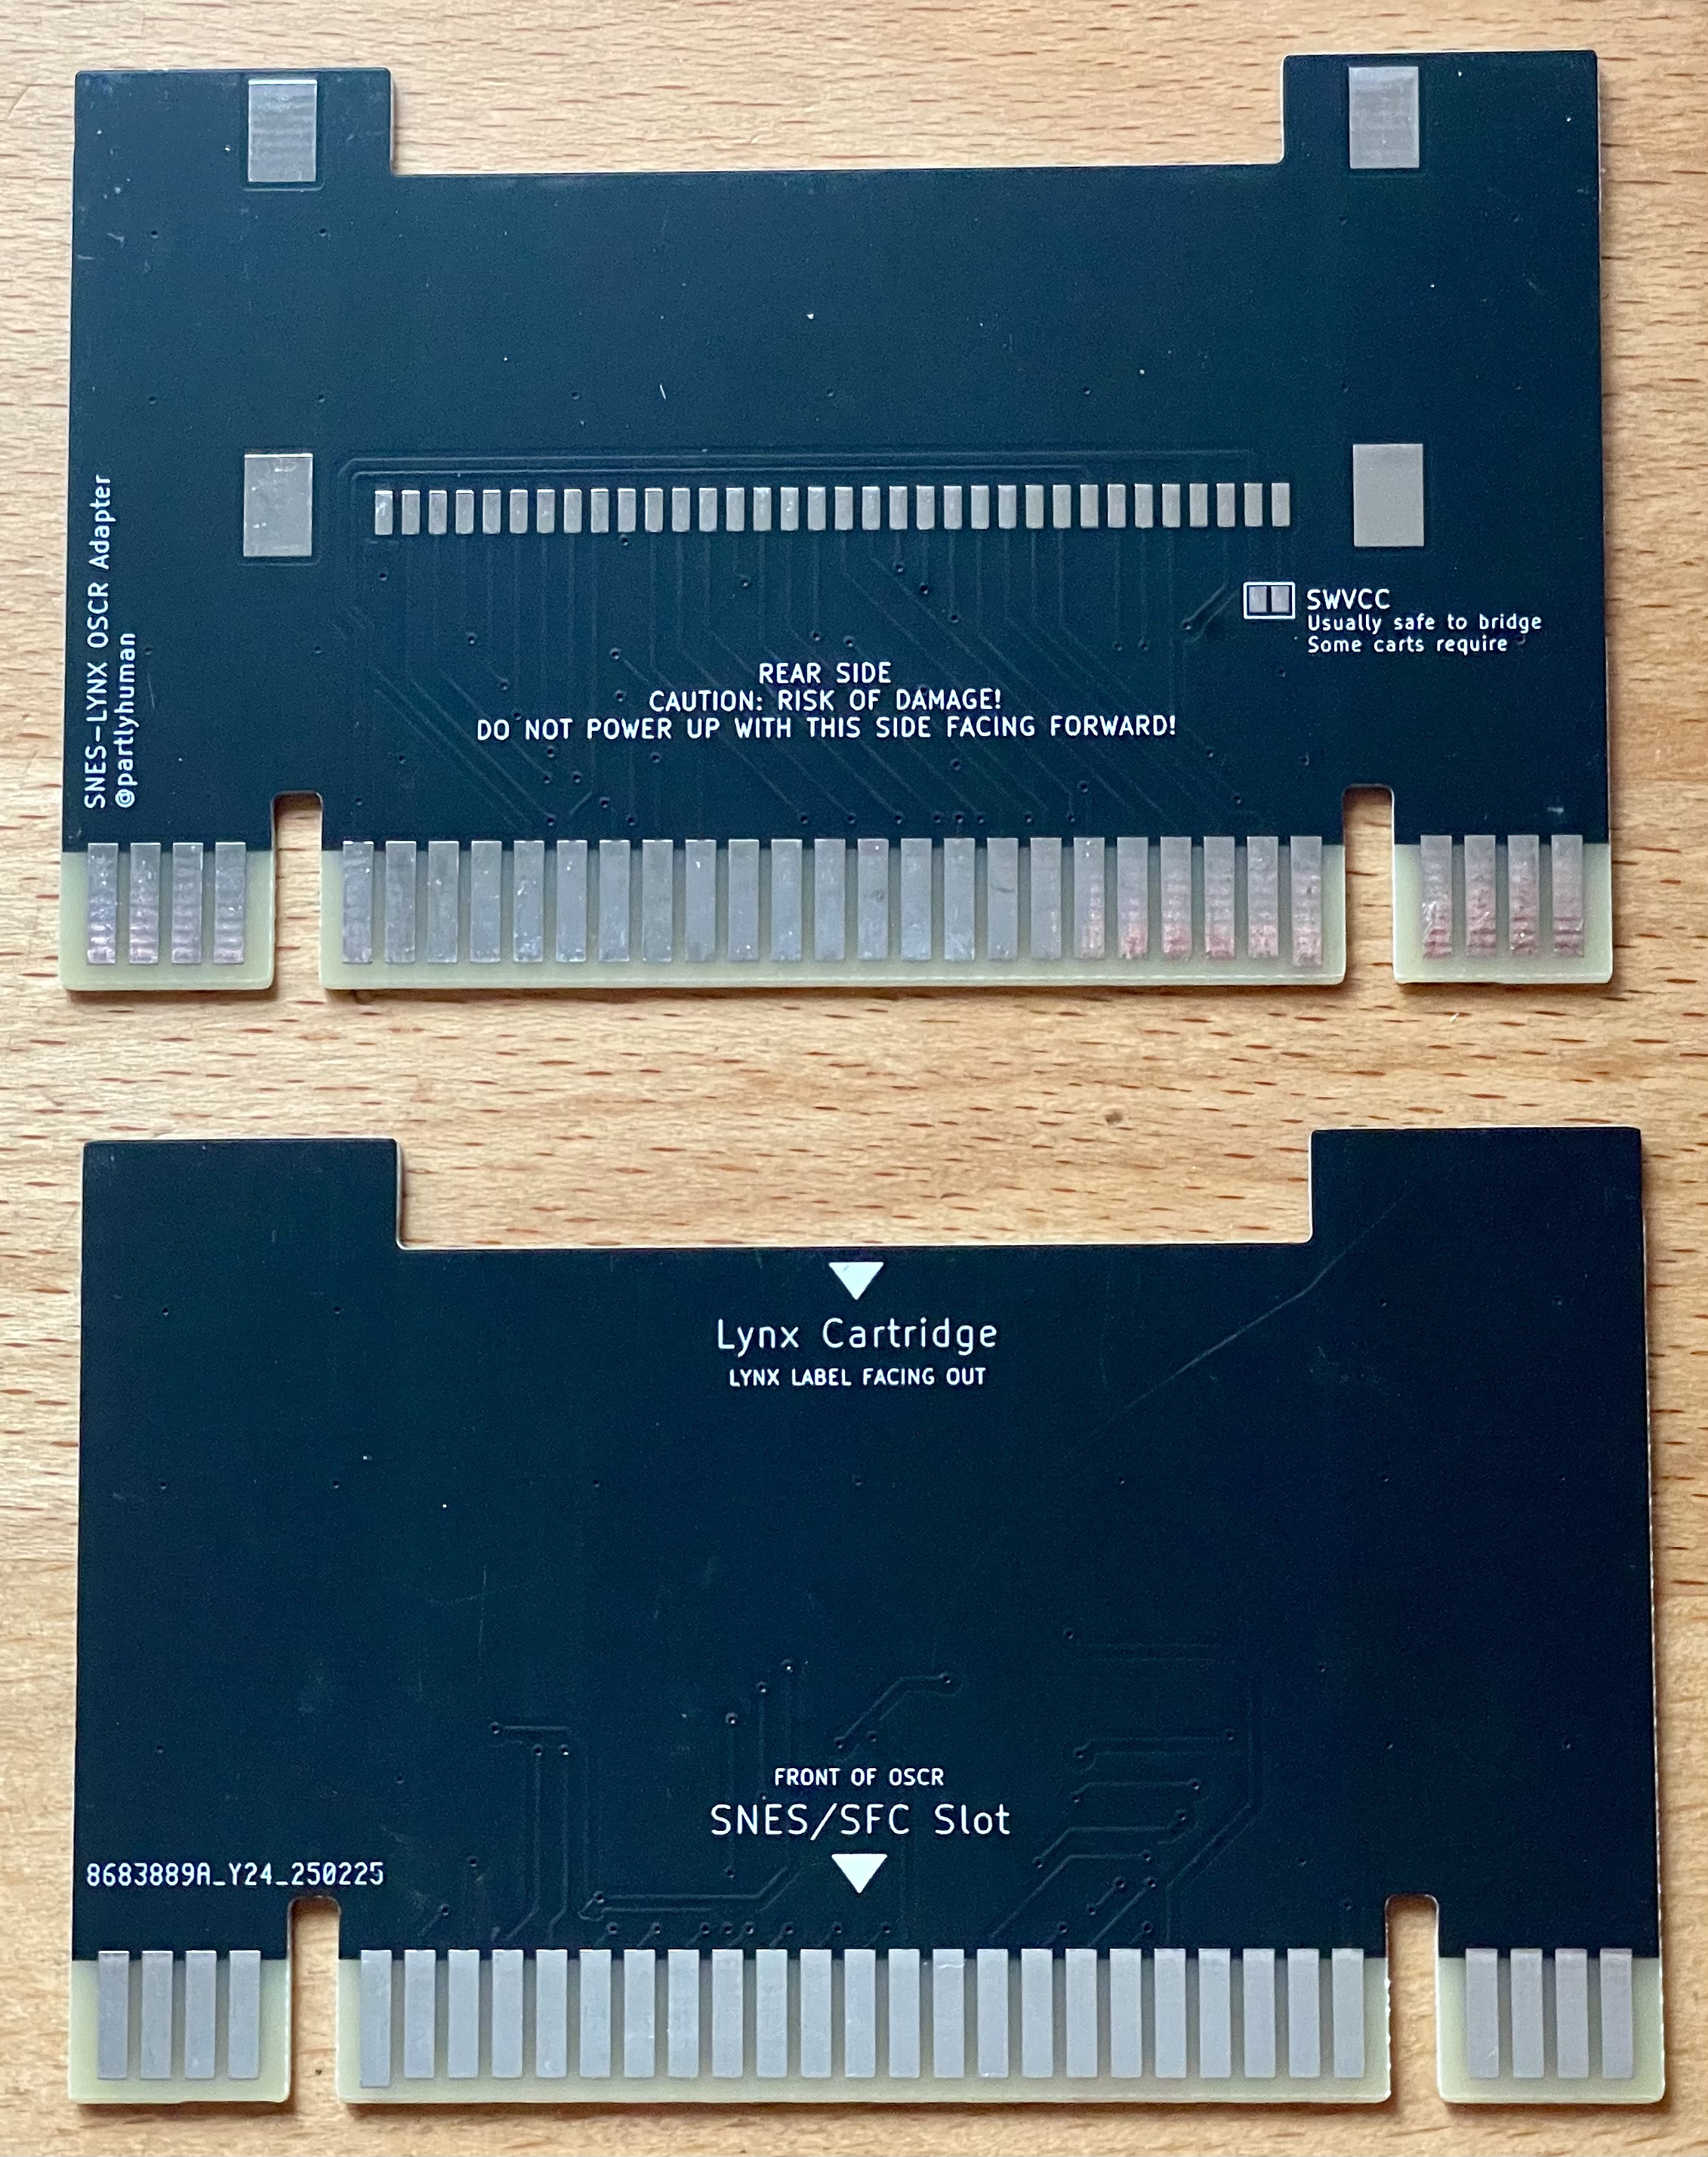 SNES-LYNX OSCR Adapter
@partlyhuman
SWVCC
Usually safe to bridge
Some carts require
REAR SIDE
CAUTION: RISK OF DAMAGE!
DO NOT POWER UP WITH THIS SIDE FACING FORWARD!
Lynx Cartridge
LYNX LABEL FACING OUT
FRONT OF OSCR
SNES/SFC Slot
8683889A_Y24_250225